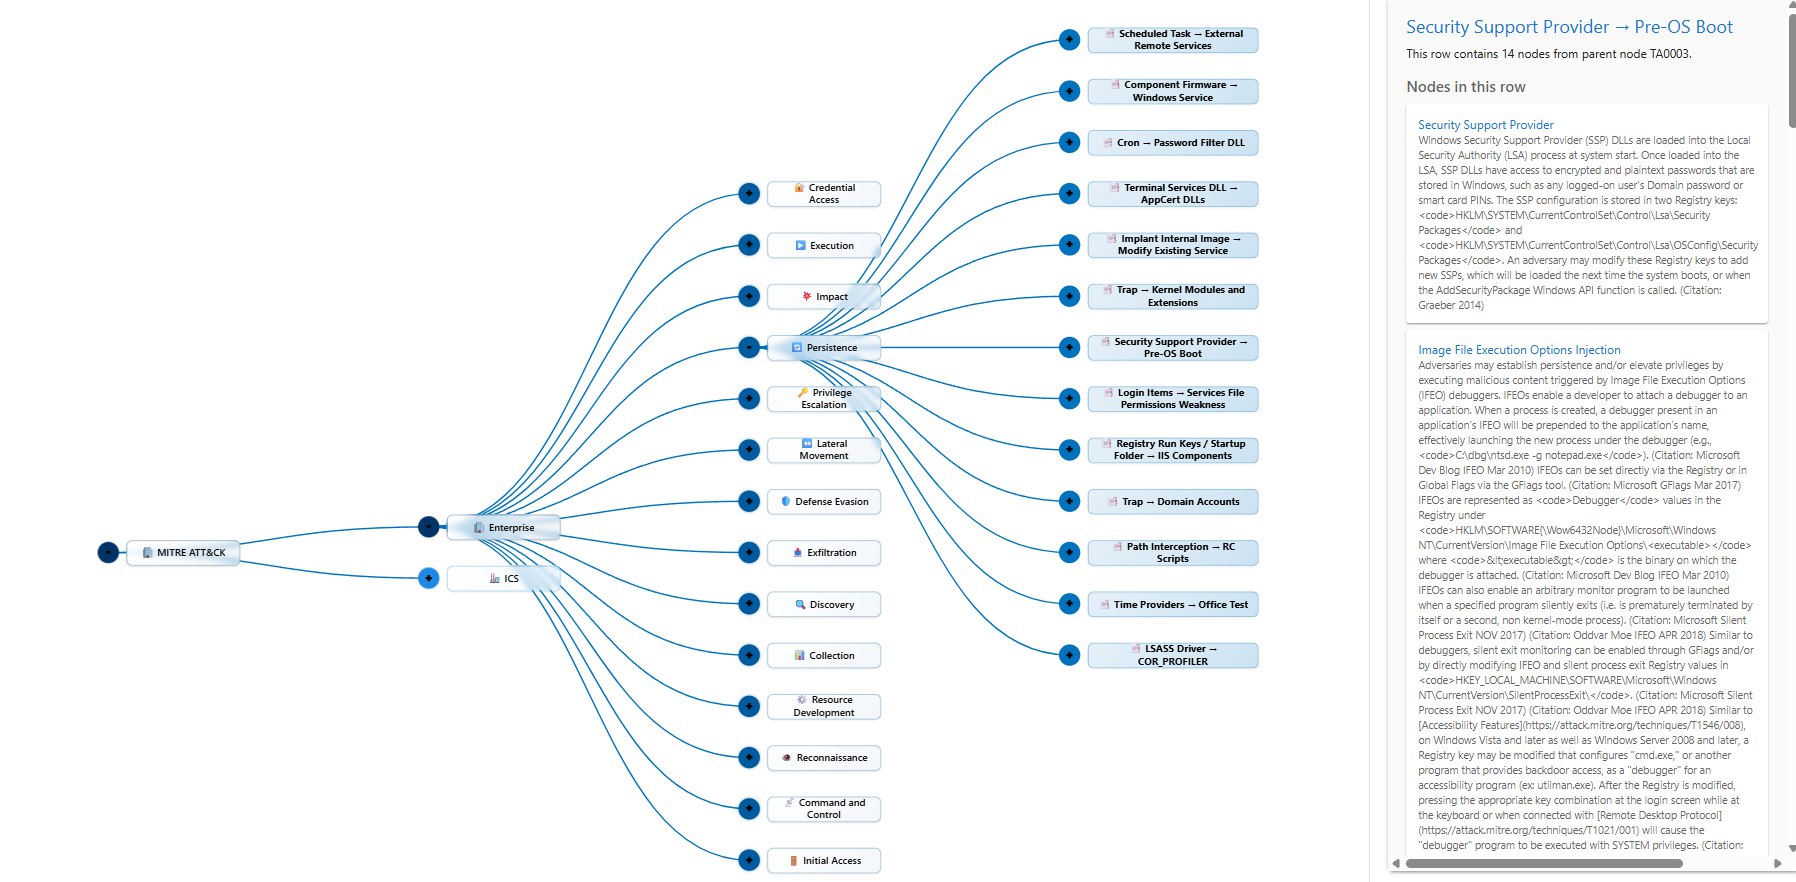 MITRE ATT&CK
Enterprise
ICS
Credential
Access
Execution
Impact
Persistence
Privilege
Escalation
Lateral
Movement
Defense Evasion
Exfiltration
Discovery
Collection
Resource
Development
Reconnaissance
Command and
Control
Initial Access
Scheduled Task → External
Remote Services
Component Firmware →
Windows Service
Cron → Password Filter DLL
Terminal Services DLL →
AppCert DLLs
Implant Internal Image →
Modify Existing Service
Trap → Kernel Modules and
Extensions
Security Support Provider →
Pre-OS Boot
Login Items → Services File
Permissions Weakness
Registry Run Keys / Startup
Folder → IIS Components
Trap → Domain Accounts
Path Interception → RC
Scripts
Time Providers → Office Test
LSASS Driver →
COR_PROFILER
Security Support Provider → Pre-OS Boot
This row contains 14 nodes from parent node TA0003.
Nodes in this row
Security Support Provider
Windows Security Support Provider (SSP) DLLs are loaded into the Local
Security Authority (LSA) process at system start. Once loaded into the
LSA, SSP DLLs have access to encrypted and plaintext passwords that are
stored in Windows, such as any logged-on user's Domain password or
smart card PINs. The SSP configuration is stored in two Registry keys:
<code>HKLM\SYSTEM\CurrentControlSet\Control\Lsa\Security
Packages</code> and
<code>HKLM\SYSTEM\CurrentControlSet\Control\Lsa\OSConfig\Security
Packages</code>. An adversary may modify these Registry keys to add
new SSPs, which will be loaded the next time the system boots, or when
the AddSecurityPackage Windows API function is called. (Citation:
Graeber 2014)
Image File Execution Options Injection
Adversaries may establish persistence and/or elevate privileges by
executing malicious content triggered by Image File Execution Options
(IFEO) debuggers. IFEOs enable a developer to attach a debugger to an
application. When a process is created, a debugger present in an
application's IFEO will be prepended to the application's name,
effectively launching the new process under the debugger (e.g.,
<code>C:\dbg\ntsd.exe -g notepad.exe</code>). (Citation: Microsoft
Dev Blog IFEO Mar 2010) IFEOs can be set directly via the Registry or in
Global Flags via the GFlags tool. (Citation: Microsoft GFlags Mar 2017)
IFEOs are represented as <code>Debugger</code> values in the
Registry under
<code>HKLM\SOFTWARE{\Wow6432Node}\Microsoft\Windows
NT\CurrentVersion\Image File Execution Options\<executable></code>
where <code>&lt;executable&gt;</code> is the binary on which the
debugger is attached. (Citation: Microsoft Dev Blog IFEO Mar 2010)
IFEOs can also enable an arbitrary monitor program to be launched
when a specified program silently exits (i.e. is prematurely terminated by
itself or a second, non kernel-mode process). (Citation: Microsoft Silent
Process Exit NOV 2017) (Citation: Oddvar Moe IFEO APR 2018) Similar to
debuggers, silent exit monitoring can be enabled through GFlags and/or
by directly modifying IFEO and silent process exit Registry values in
<code>HKEY_LOCAL_MACHINE\SOFTWARE\Microsoft\Windows
NT\CurrentVersion\SilentProcessExit\</code>. (Citation: Microsoft Silent
Process Exit NOV 2017) (Citation: Oddvar Moe IFEO APR 2018) Similar to
[Accessibility Features](https://attack.mitre.org/techniques/T1546/008),
on Windows Vista and later as well as Windows Server 2008 and later, a
Registry key may be modified that configures "cmd.exe," or another
program that provides backdoor access, as a "debugger" for an
accessibility program (ex: utilman.exe). After the Registry is modified,
pressing the appropriate key combination at the login screen while at
the keyboard or when connected with [Remote Desktop Protocol]
(https://attack.mitre.org/techniques/T1021/001) will cause the
"debugger" program to be executed with SYSTEM privileges. (Citation: